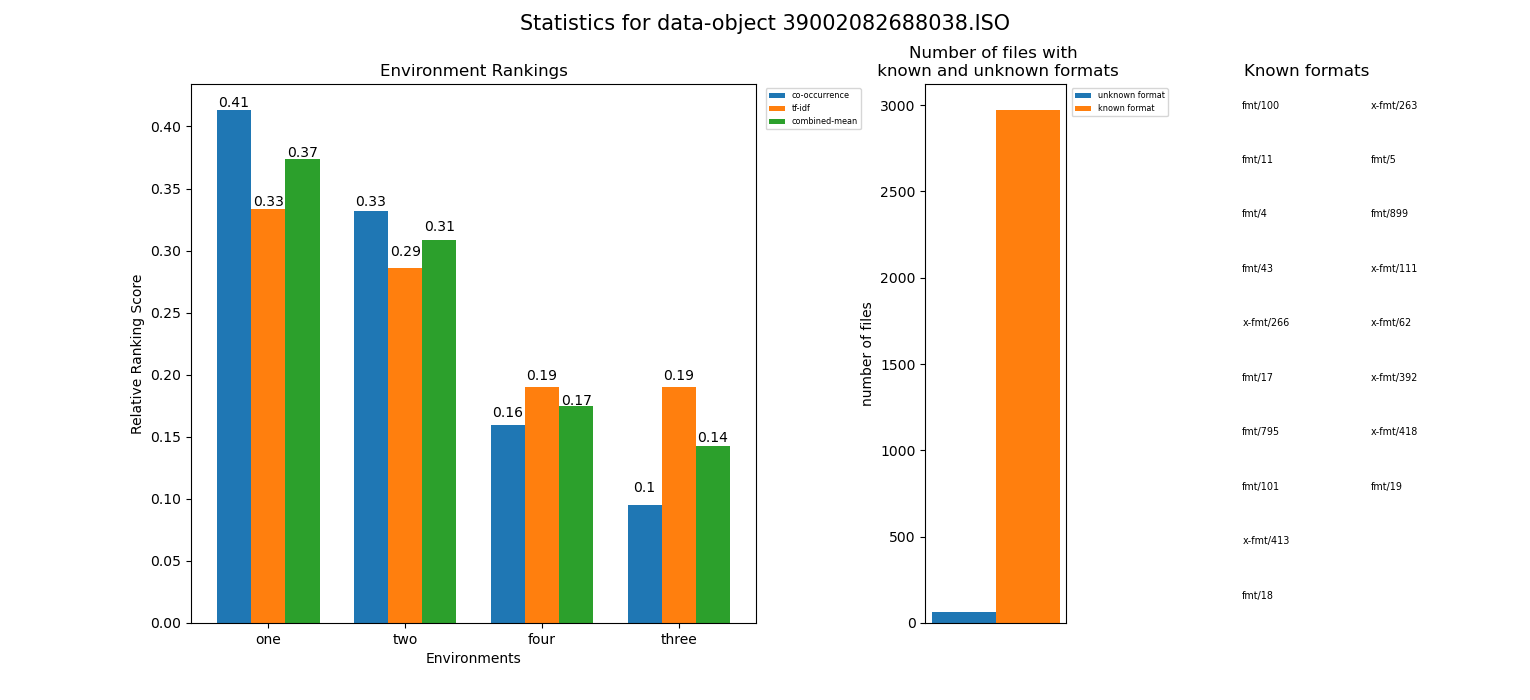 Statistics for data-object 39002082688038.ISO
Environment Rankings
Relative Ranking Score
0.40
0.35
0.30
0.25
0.20
0.15
0.10
0.05
0.00
0.41
0.33
0.37
0.33
0.29
0.31
0.16
0.19
0.17
0.1
0.19
0.14
one two four three
Environments
co-occurrence
tf-idf
combined-mean
Number of files with
known and unknown formats
number of files
3000
2500
2000
1500
1000
500
0
unknown format
known format
Known formats
fmt/100 x-fmt/263
fmt/11 fmt/5
fmt/4 fmt/899
fmt/43 x-fmt/111
x-fmt/266 x-fmt/62
fmt/17 x-fmt/392
fmt/795 x-fmt/418
fmt/101 fmt/19
x-fmt/413
fmt/18